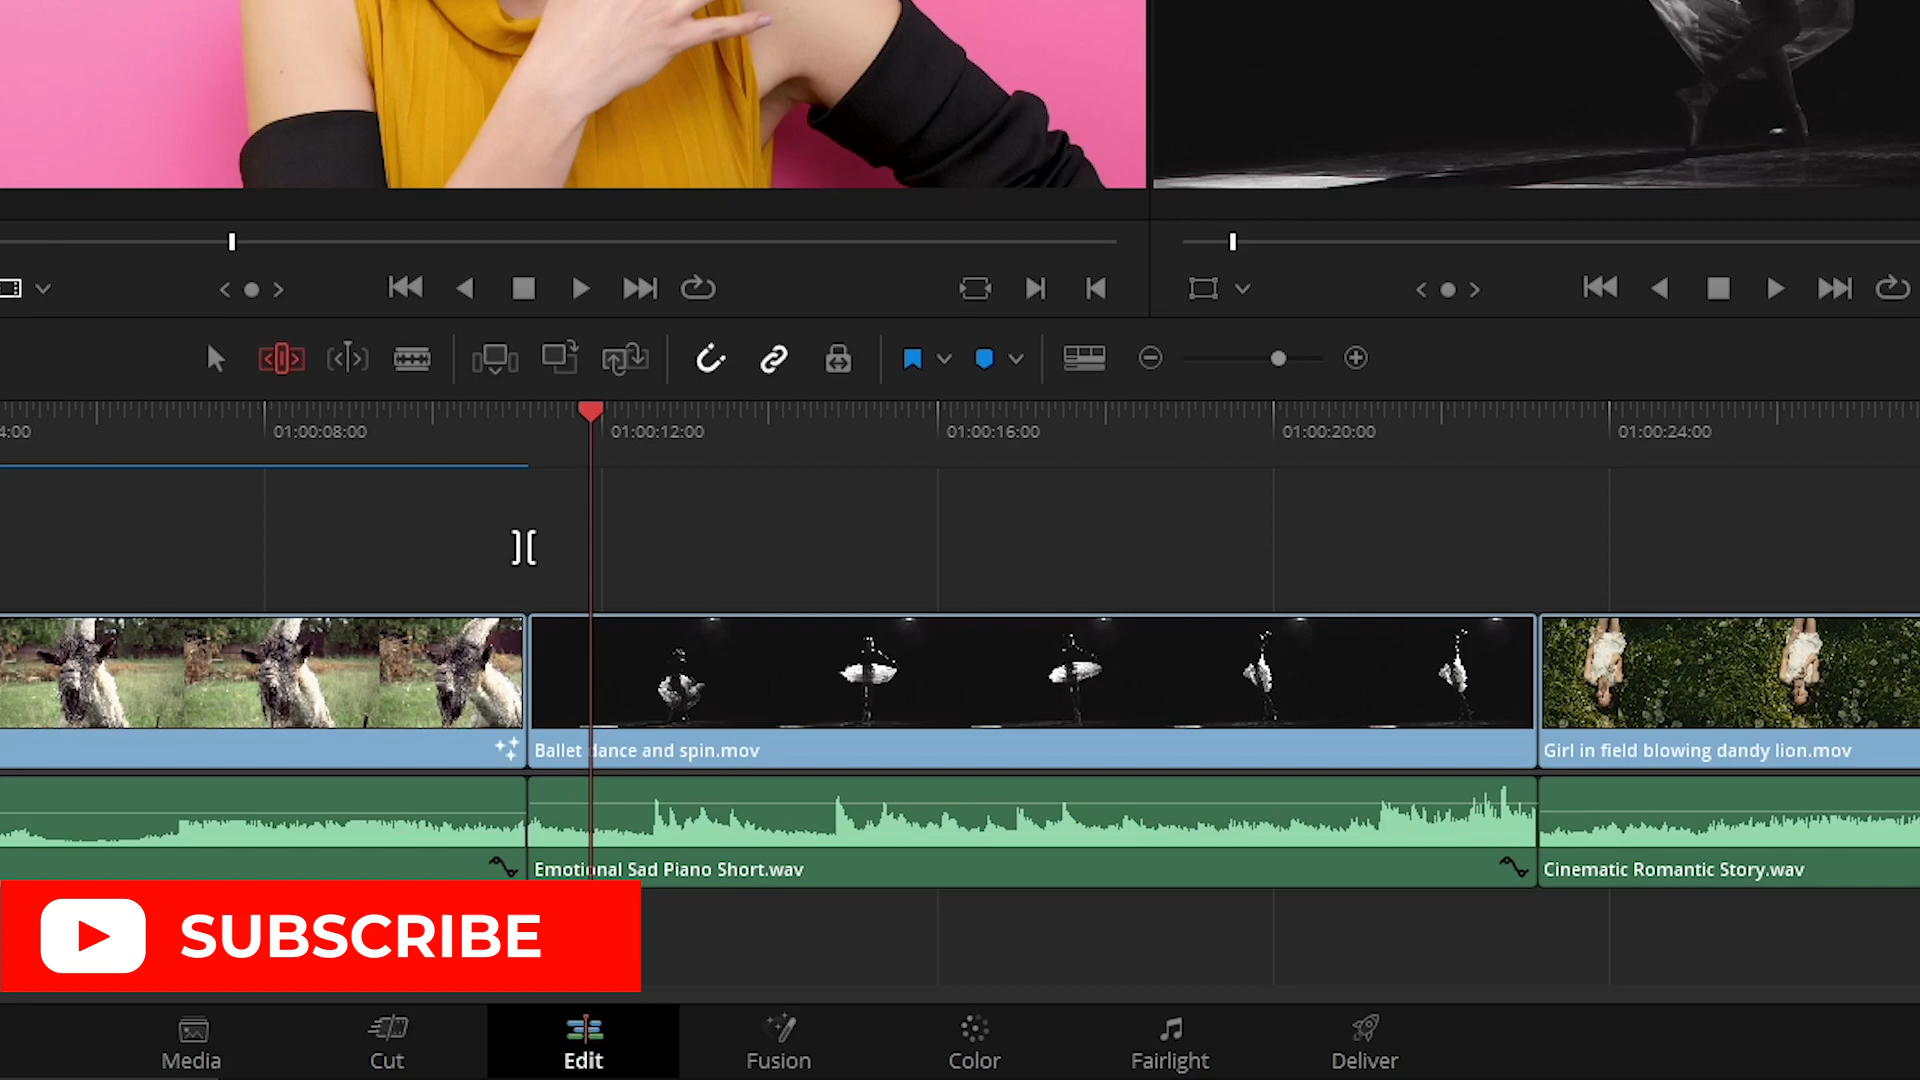 4:00
01:00:08:00
01:00:12:00
01:00:16:00
01:00:20:00
01:00:24:00
Ballet dance and spin.mov
Girl in field blowing dandy lion.mov
Emotional Sad Piano Short.wav
Cinematic Romantic Story.wav
SUBSCRIBE
Media
Cut
Edit
Fusion
Color
Fairlight
Deliver